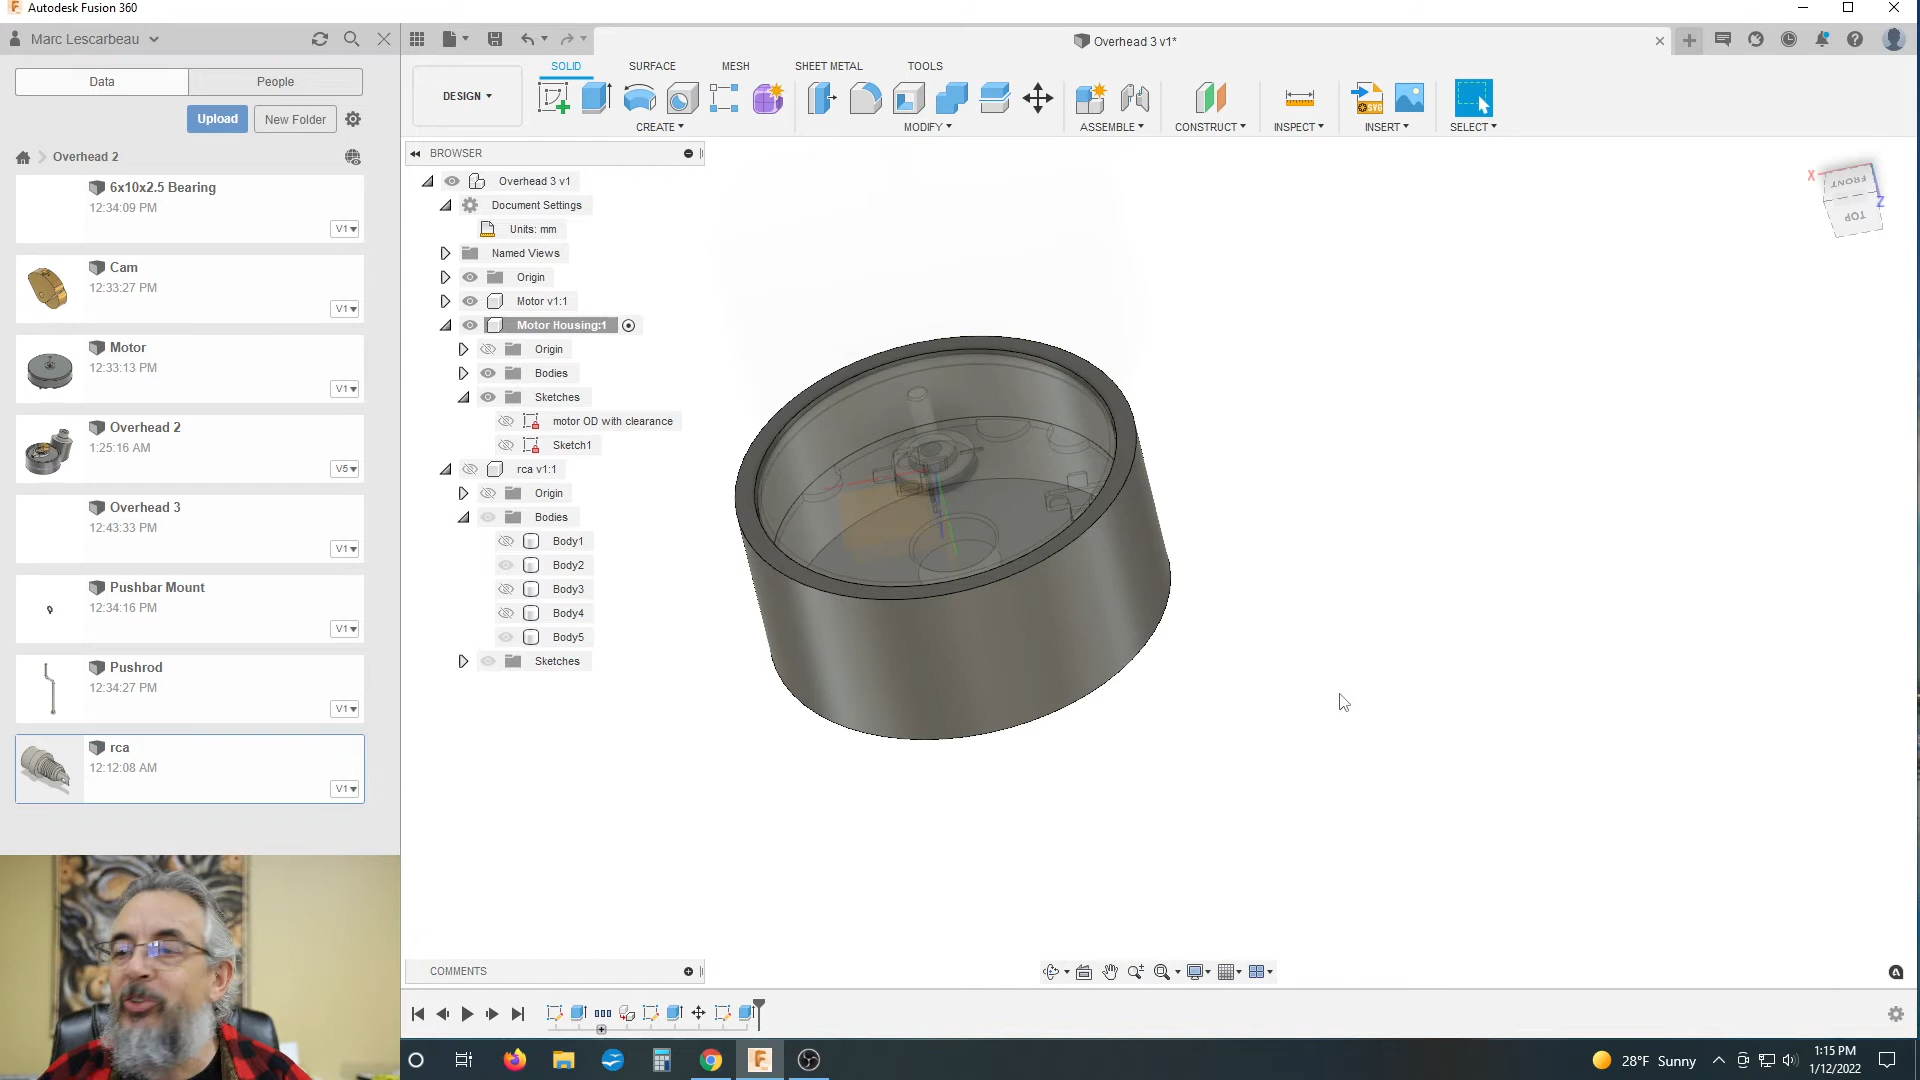 Autodesk Fusion 360
Marc Lescarbeau
Overhead 3 v1*
Data
People
Upload
New Folder
Overhead 2
6x10x2.5 Bearing
12:34:09 PM
V1
Cam
12:33:27 PM
V1
Motor
12:33:13 PM
V1
Overhead 2
1:25:16 AM
V5
Overhead 3
12:43:33 PM
V1
Pushbar Mount
12:34:16 PM
V1
Pushrod
12:34:27 PM
V1
rca
12:12:08 AM
V1
SOLID
SURFACE
MESH
SHEET METAL
TOOLS
DESIGN
CREATE
MODIFY
ASSEMBLE
CONSTRUCT
INSPECT
SVG
INSERT
SELECT
BROWSER
Overhead 3 v1
Document Settings
Units: mm
Named Views
Origin
Motor v1:1
Motor Housing:1
Origin
Bodies
Sketches
motor OD with clearance
Sketch1
rca v1:1
Origin
Bodies
Body1
Body2
Body3
Body4
Body5
Sketches
X
FRONT
Z
TOP
COMMENTS
28°F Sunny
1:15 PM
1/12/2022